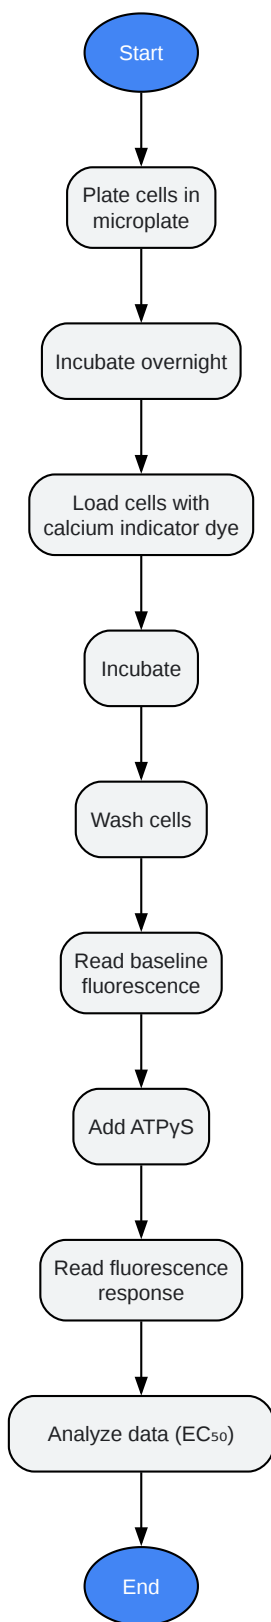 Start
Plate cells in
microplate
Incubate overnight
Load cells with
calcium indicator dye
Incubate
Wash cells
Read baseline
fluorescence
Add ATPγS
Read fluorescence
response
Analyze data (EC₅₀)
End